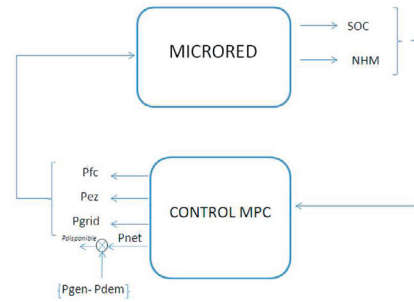 MICRORED
SOC
NHM
CONTROL MPC
Pfc
Pez
Pgrid
Pdisponible
Pnet
{Pgen- Pdem}